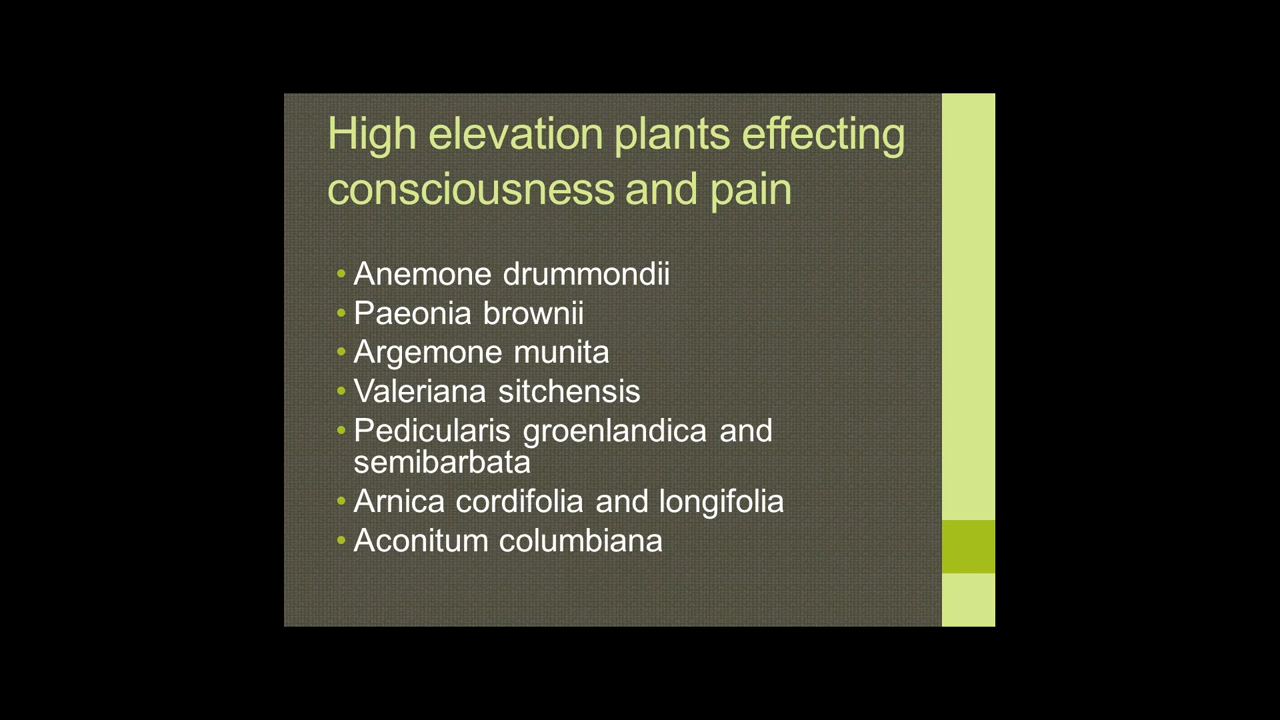 High elevation plants effecting
consciousness and pain
• Anemone drummondii
• Paeonia brownii
• Argemone munita
• Valeriana sitchensis
• Pedicularis groenlandica and
semibarbata
• Arnica cordifolia and longifolia
• Aconitum columbiana